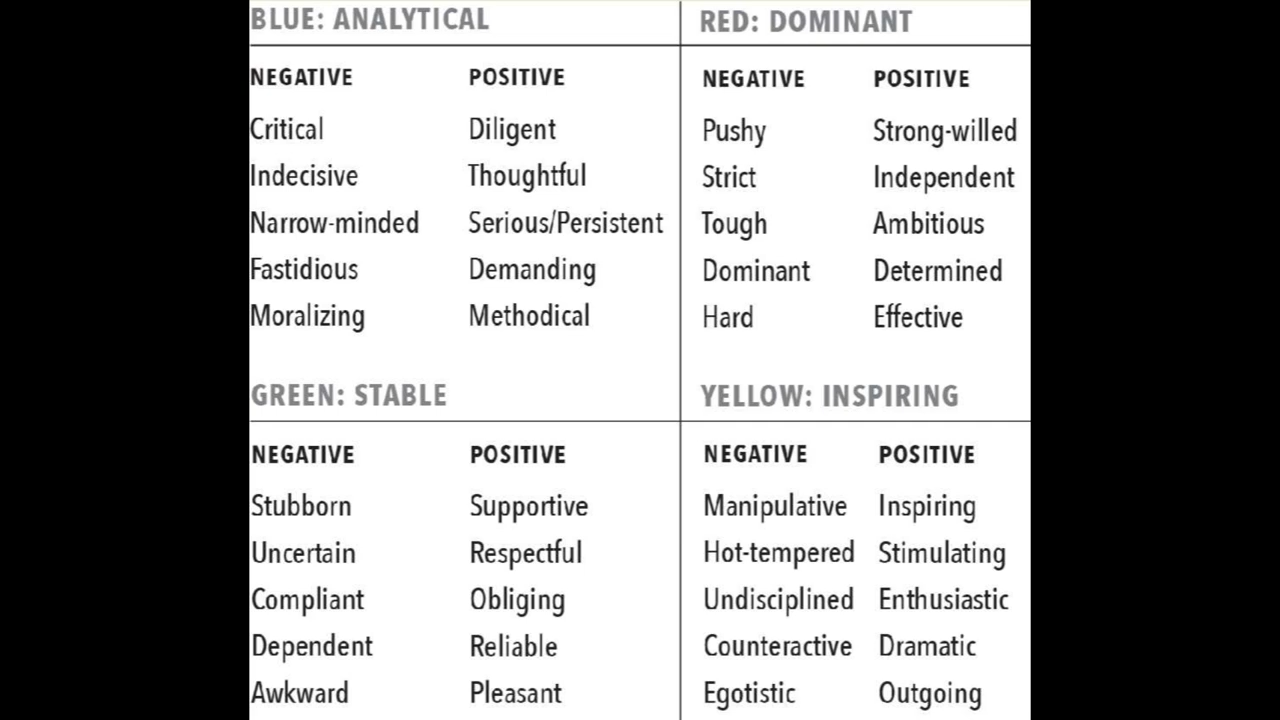 BLUE: ANALYTICAL
NEGATIVE POSITIVE
Critical Diligent
Indecisive Thoughtful
Narrow-minded Serious/Persistent
Fastidious Demanding
Moralizing Methodical
RED: DOMINANT
NEGATIVE POSITIVE
Pushy Strong-willed
Strict Independent
Tough Ambitious
Dominant Determined
Hard Effective
GREEN: STABLE
NEGATIVE POSITIVE
Stubborn Supportive
Uncertain Respectful
Compliant Obliging
Dependent Reliable
Awkward Pleasant
YELLOW: INSPIRING
NEGATIVE POSITIVE
Manipulative Inspiring
Hot-tempered Stimulating
Undisciplined Enthusiastic
Counteractive Dramatic
Egotistic Outgoing